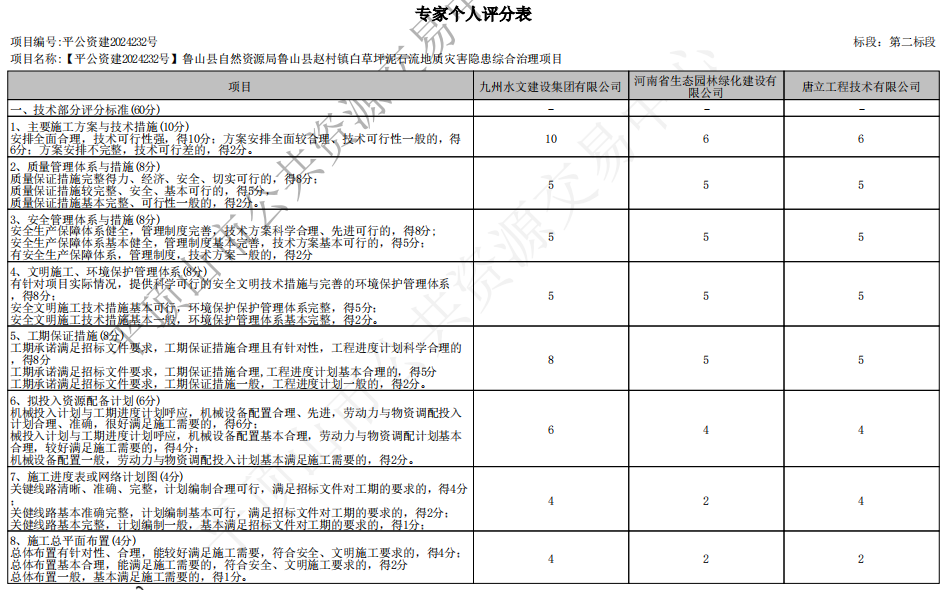 专家个人评分表
项目编号:平公资建2024232号
标段: 第二标段
项目名称:【平公资建2024232号】鲁山县自然资源局鲁山县赵村镇白草坪泥石流地质灾害隐患综合治理项目
项目 九州水文建设集团有限公司 河南省生态园林绿化建设有限公司 唐立工程技术有限公司
一、技术部分评分标准(60分) - - -
1、主要施工方案与技术措施(10分)
安排全面合理, 技术可行性强, 得10分; 方案安排全面较合理、技术可行性一般的, 得
6分; 方案安排不完整, 技术可行差的, 得2分。
10 6 6
2、质量管理体系与措施(8分)
质量保证措施完整得力、经济、安全、切实可行的, 得8分;
质量保证措施较完整、安全、基本可行的, 得5分,
质量保证措施基本完整、可行性一般的, 得2分。
5 5 5
3、安全管理体系与措施(8分)
安全生产保障体系健全, 管理制度完善, 技术方案科学合理、先进可行的, 得8分;
安全生产保障体系基本健全, 管理制度基本完善, 技术方案基本可行的, 得5分;
有安全生产保障体系, 管理制度, 技术方案一般的, 得2分
5 5 5
4、文明施工、环境保护管理体系(8分)
有针对项目实际情况, 提供科学可行的安全文明技术措施与完善的环境保护管理体系
, 得8分;
安全文明施工技术措施基本可行, 环境保护保护管理体系完整, 得5分;
安全文明施工技术措施基本一般, 环境保护管理体系基本完整, 得2分。
5 5 5
5、工期保证措施(8分)
工期承诺满足招标文件要求, 工期保证措施合理且有针对性, 工程进度计划科学合理的
, 得8分
工期承诺满足招标文件要求, 工期保证措施合理,工程进度计划基本合理的, 得5分
工期承诺满足招标文件要求, 工期保证措施一般, 工程进度计划一般的, 得2分。
8 5 5
6、拟投入资源配备计划(6分)
机械投入计划与工期进度计划呼应, 机械设备配置合理、先进, 劳动力与物资调配投入
计划合理、准确, 很好满足施工需要的, 得6分;
械投入计划与工期进度计划呼应, 机械设备配置基本合理, 劳动力与物资调配计划基本
合理, 较好满足施工需要的, 得4分;
机械设备配置一般, 劳动力与物资调配投入计划基本满足施工需要的, 得2分。
6 4 4
7、施工进度表或网络计划图(4分)
关键线路清晰、准确、完整, 计划编制合理可行, 满足招标文件对工期的要求的, 得4分
;
关健线路基本准确完整, 计划编制基本可行, 满足招标文件对工期的要求的, 得2分;
关健线路基本完整, 计划编制一般, 基本满足招标文件对工期的要求的, 得1分;
4 2 4
8、施工总平面布置(4分)
总体布置有针对性、合理, 能较好满足施工需要, 符合安全、文明施工要求的, 得4分;
总体布置基本合理, 能满足施工需要的, 符合安全、文明施工要求的, 得2分
总体布置一般, 基本满足施工需要的, 得1分。
4 2 2
平顶山市公共资源交易中心
平顶山市公共资源交易中心